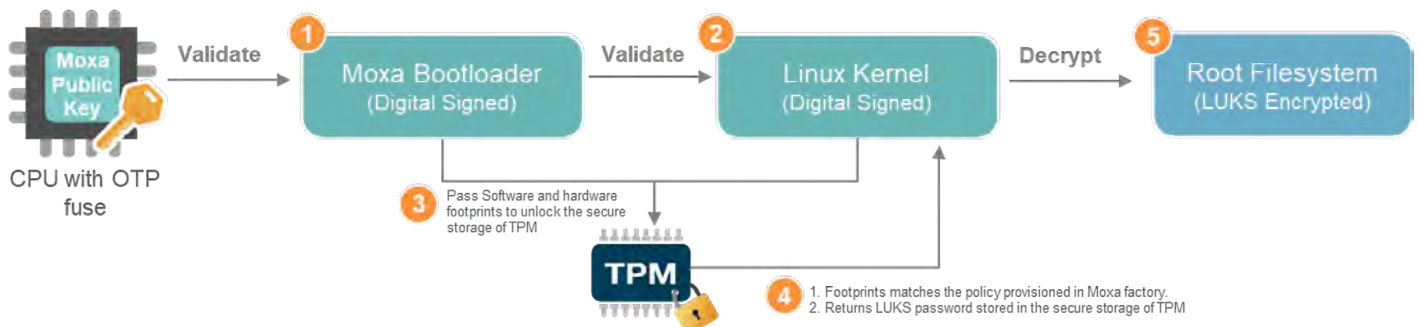 Moxa
Public
Key
CPU with OTP
fuse
Validate
1
Moxa Bootloader
(Digital Signed)
Validate
2
Linux Kernel
(Digital Signed)
Decrypt
5
Root Filesystem
(LUKS Encrypted)
3
Pass Software and hardware
footprints to unlock the secure
storage of TPM
TPM
4
1. Footprints matches the policy provisioned in Moxa factory.
2. Returns LUKS password stored in the secure storage of TPM